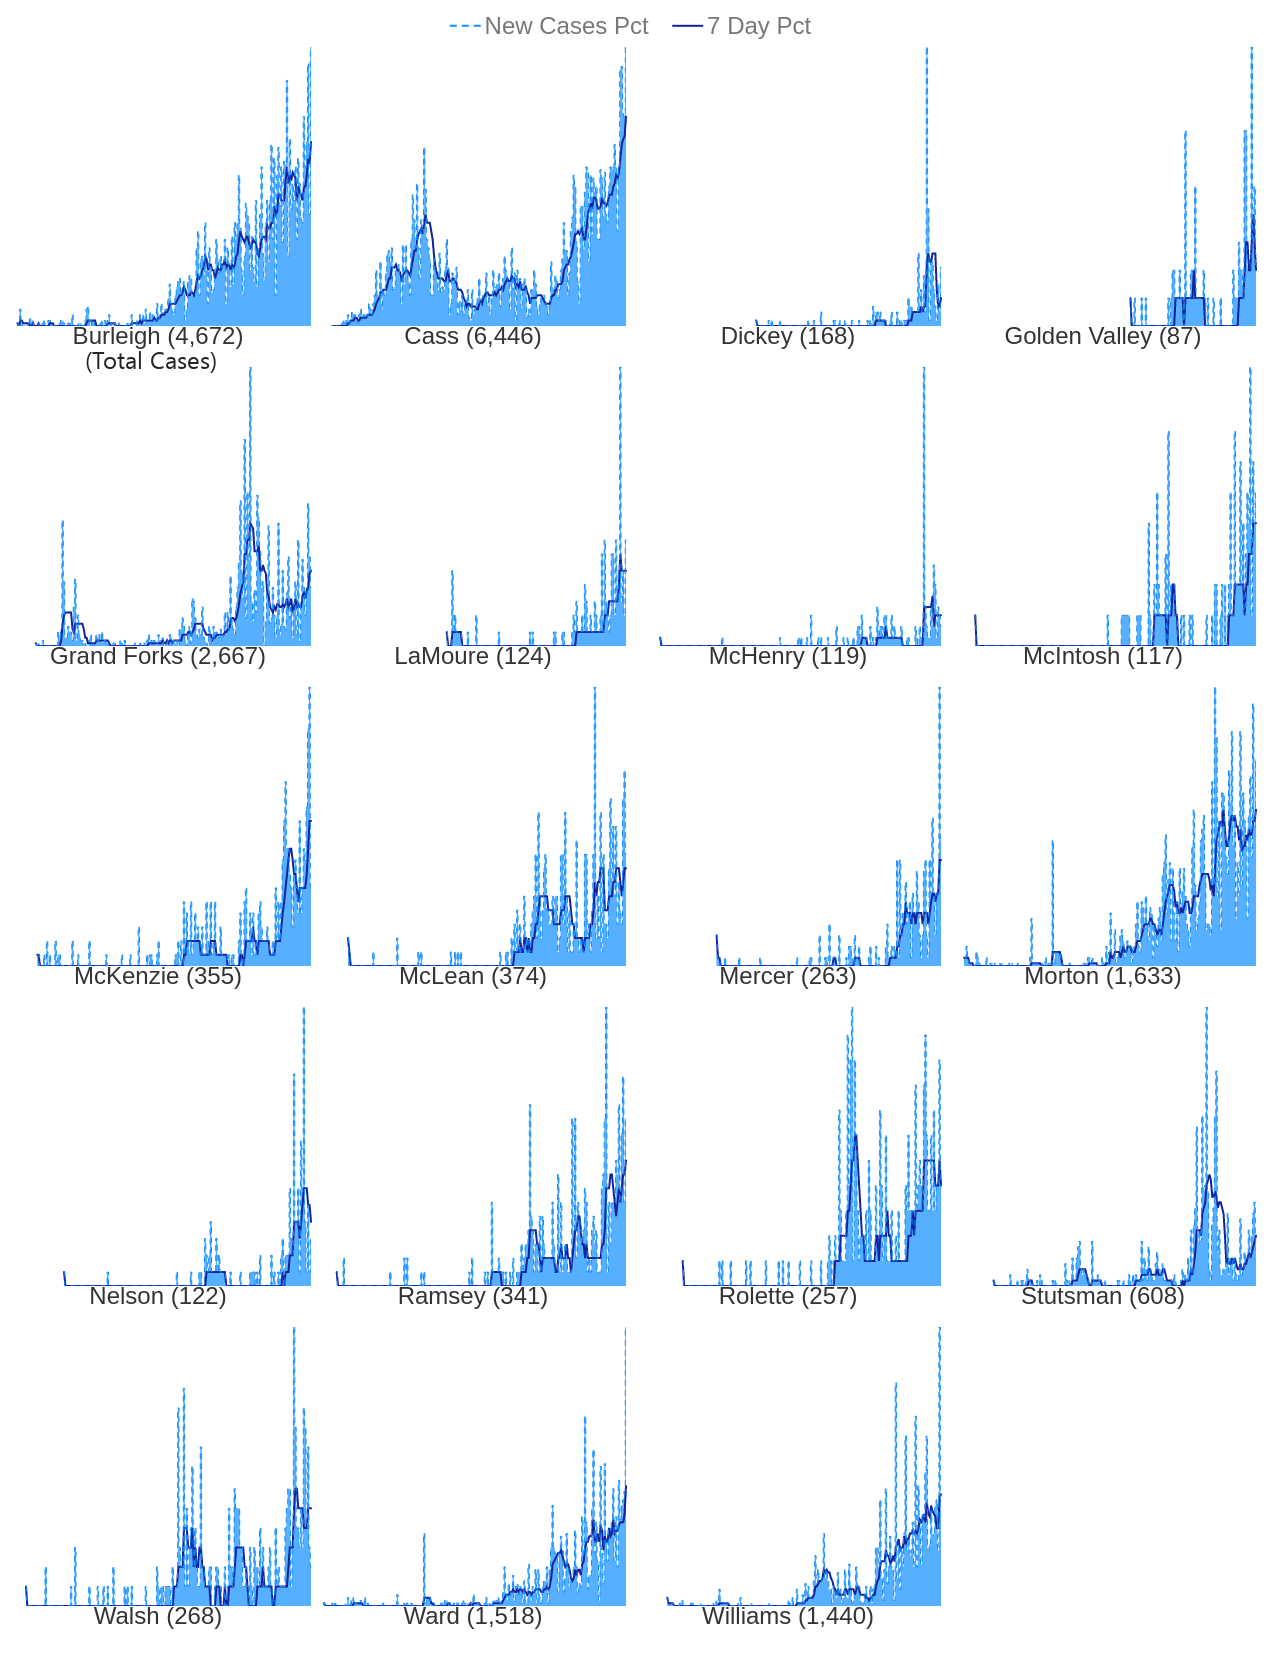 New Cases Pct 7 Day Pct
Burleigh (4,672) Cass (6,446) Dickey (168) Golden Valley (87)
(Total Cases)
Grand Forks (2,667) LaMoure (124) McHenry (119) McIntosh (117)
McKenzie (355) McLean (374) Mercer (263) Morton (1,633)
Nelson (122) Ramsey (341) Rolette (257) Stutsman (608)
Walsh (268) Ward (1,518) Williams (1,440)